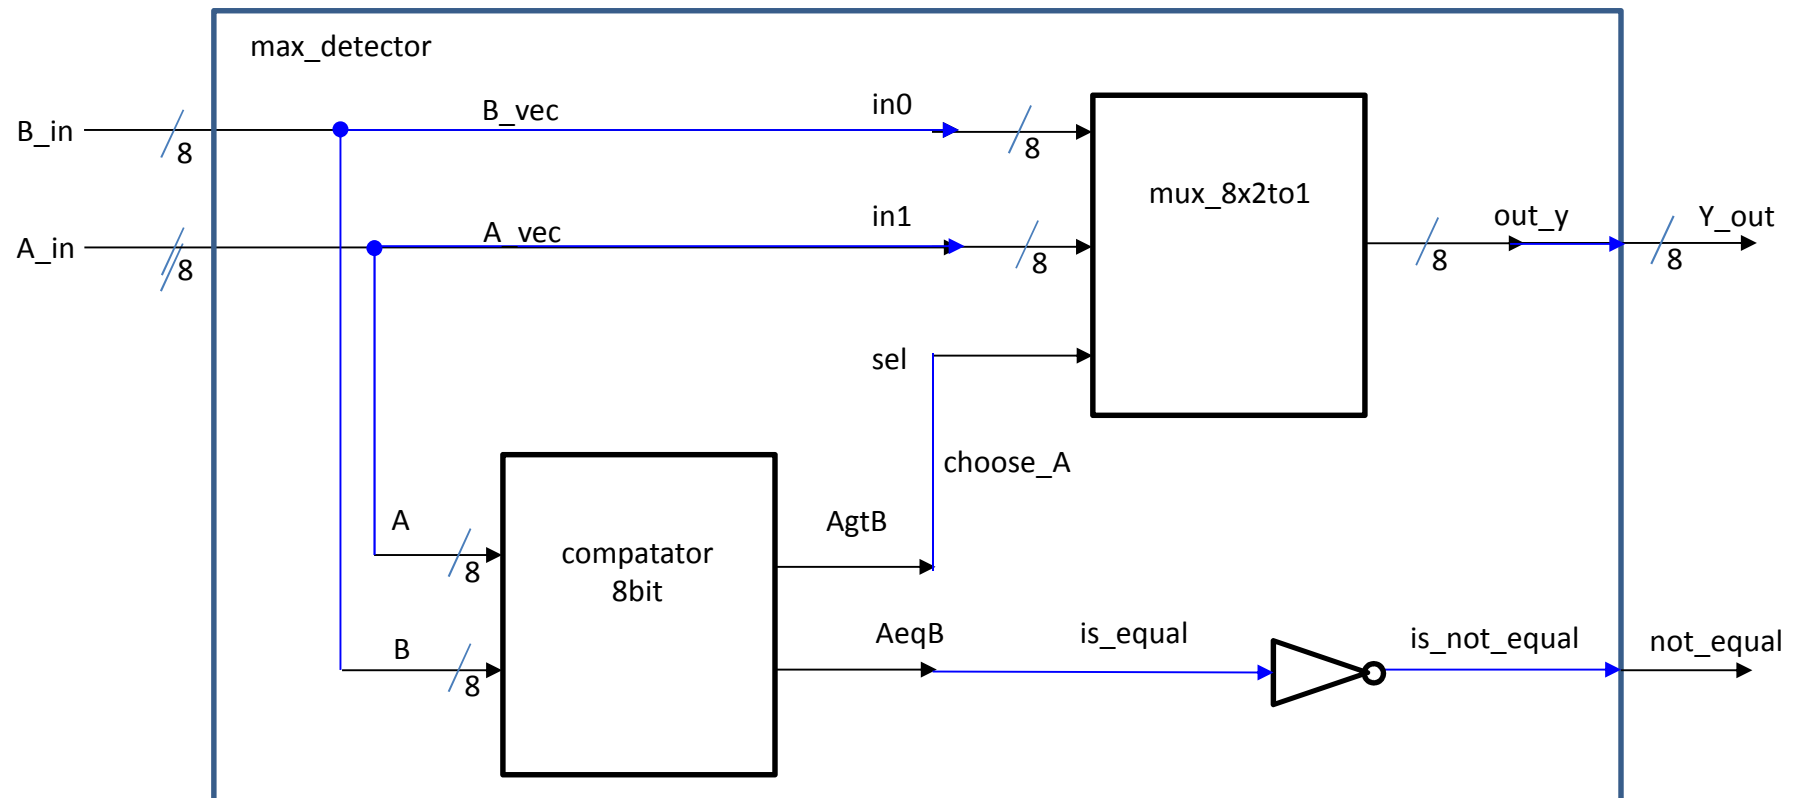 max_detector
B_in
8
B_vec
in0
8
mux_8x2to1
A_in
8
A_vec
in1
8
8
out_y
8
Y_out
sel
choose_A
A
8
compatator
8bit
AgtB
B
8
AeqB
is_equal
is_not_equal
not_equal